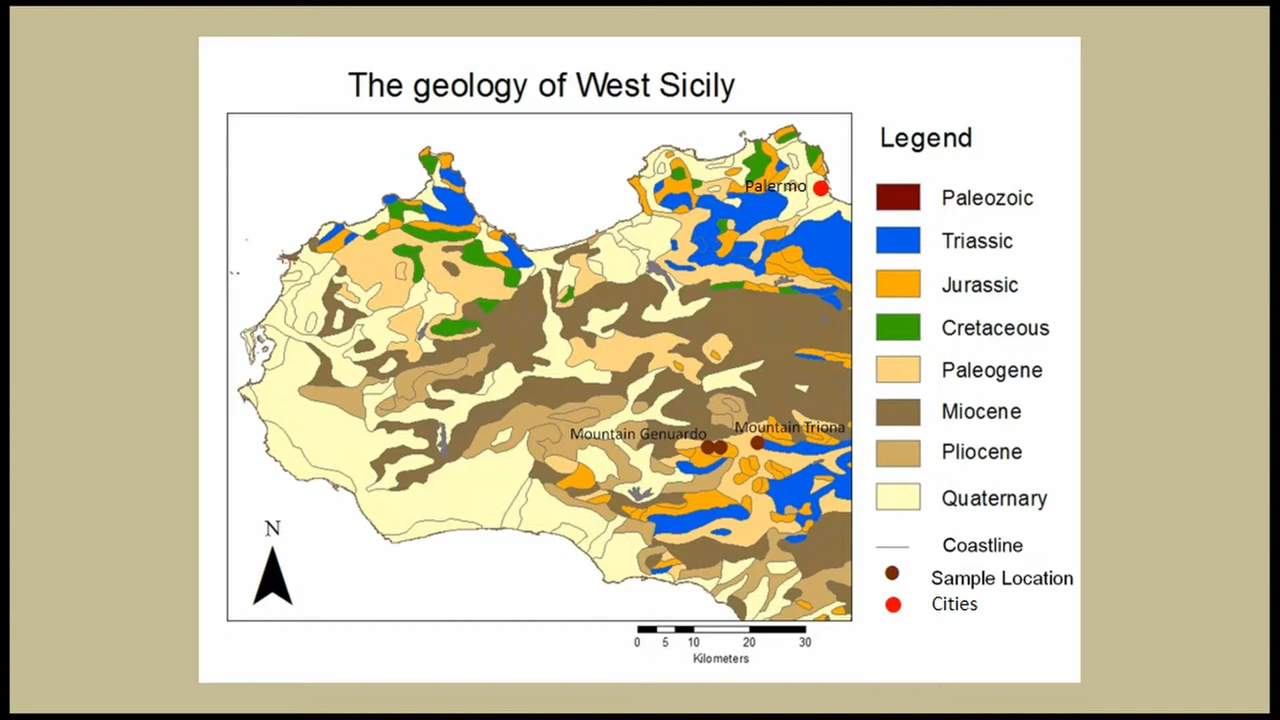 The geology of West Sicily
Legend
Paleozoic
Triassic
Jurassic
Cretaceous
Paleogene
Miocene
Pliocene
Quaternary
Coastline
Sample Location
Cities
Palermo
Mountain Genuardo
Mountain Triona
N
0 5 10 20 30
Kilometers